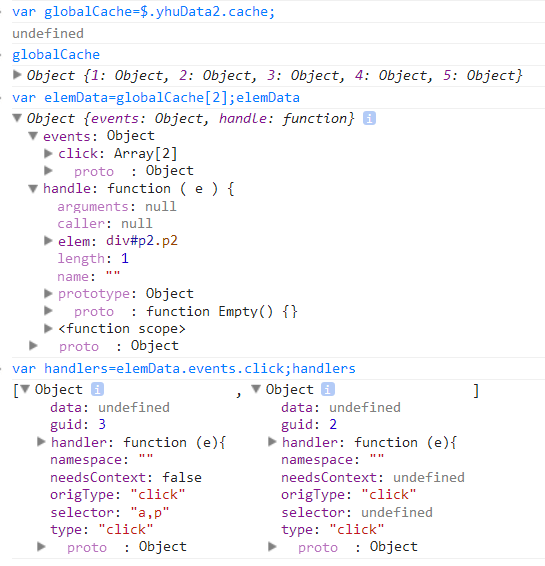 var globalCache=$.yhuData2.cache;
undefined
globalCache
Object {1: Object, 2: Object, 3: Object, 4: Object, 5: Object}
var elemData=globalCache[2];elemData
Object {events: Object, handle: function}
events: Object
click: Array[2]
proto : Object
handle: function ( e ) {
arguments: null
caller: null
elem: div#p2.p2
length: 1
name: ""
prototype: Object
proto : function Empty() {}
<function scope>
proto : Object
var handlers=elemData.events.click;handlers
[Object , Object ]
data: undefined data: undefined
guid: 3 guid: 2
handler: function (e){ handler: function (e){
namespace: "" namespace: ""
needsContext: false needsContext: undefined
origType: "click" origType: "click"
selector: "a,p" selector: undefined
type: "click" type: "click"
proto : Object proto : Object